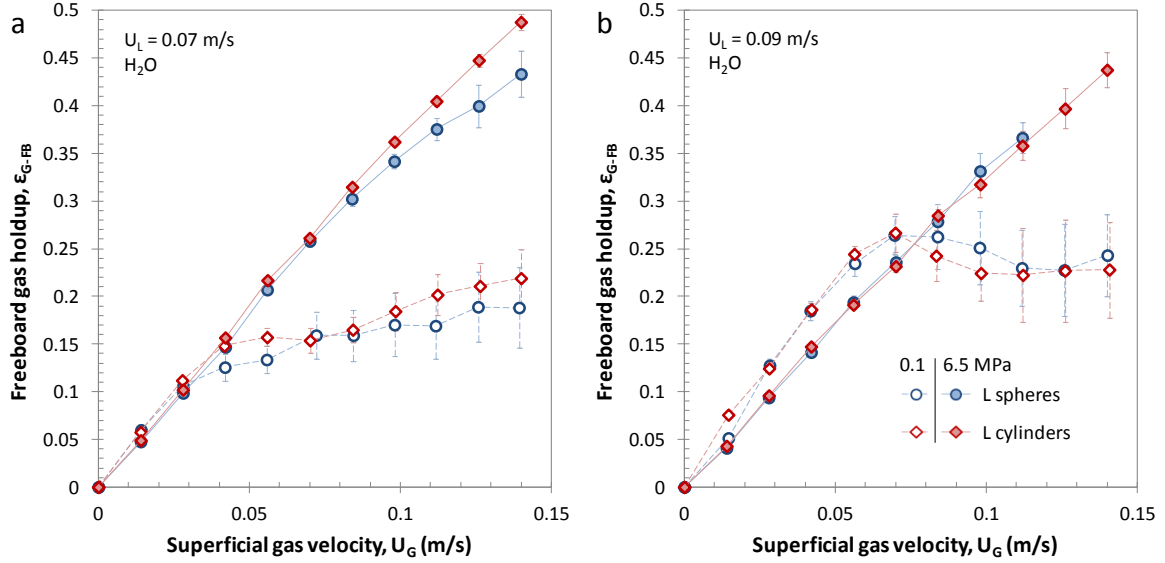 a
U_L = 0.07 m/s
H₂O
Freeboard gas holdup, ε_G-FB
0.5
0.45
0.4
0.35
0.3
0.25
0.2
0.15
0.1
0.05
0
0 0.05 0.1 0.15
Superficial gas velocity, U_G (m/s)
b
U_L = 0.09 m/s
H₂O
Freeboard gas holdup, ε_G-FB
0.5
0.45
0.4
0.35
0.3
0.25
0.2
0.15
0.1
0.05
0
0.1 6.5 MPa
L spheres
L cylinders
0 0.05 0.1 0.15
Superficial gas velocity, U_G (m/s)